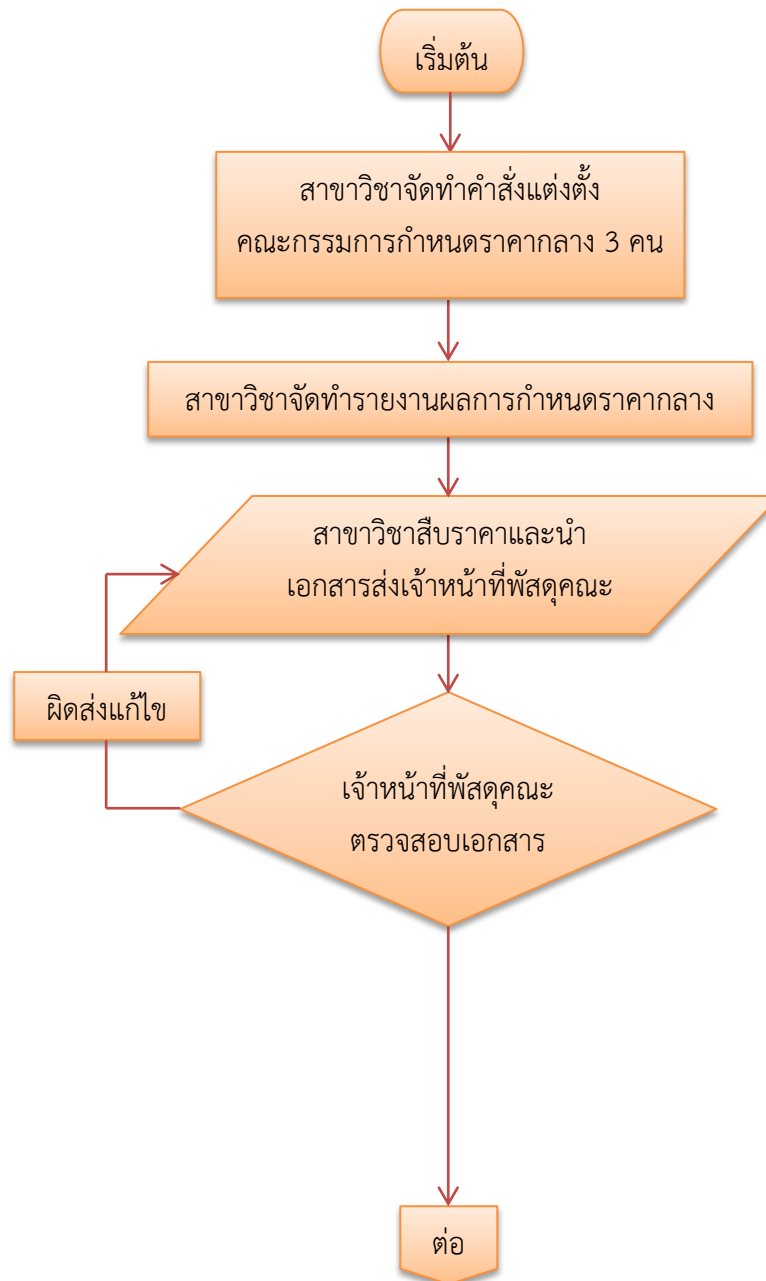 เริ่มต้น
สาขาวิชาจัดทำคำสั่งแต่งตั้ง
คณะกรรมการกำหนดราคากลาง 3 คน
สาขาวิชาจัดทำรายงานผลการกำหนดราคากลาง
สาขาวิชาสืบราคาและนำ
เอกสารส่งเจ้าหน้าที่พัสดุคณะ
ผิดส่งแก้ไข
เจ้าหน้าที่พัสดุคณะ
ตรวจสอบเอกสาร
ต่อ